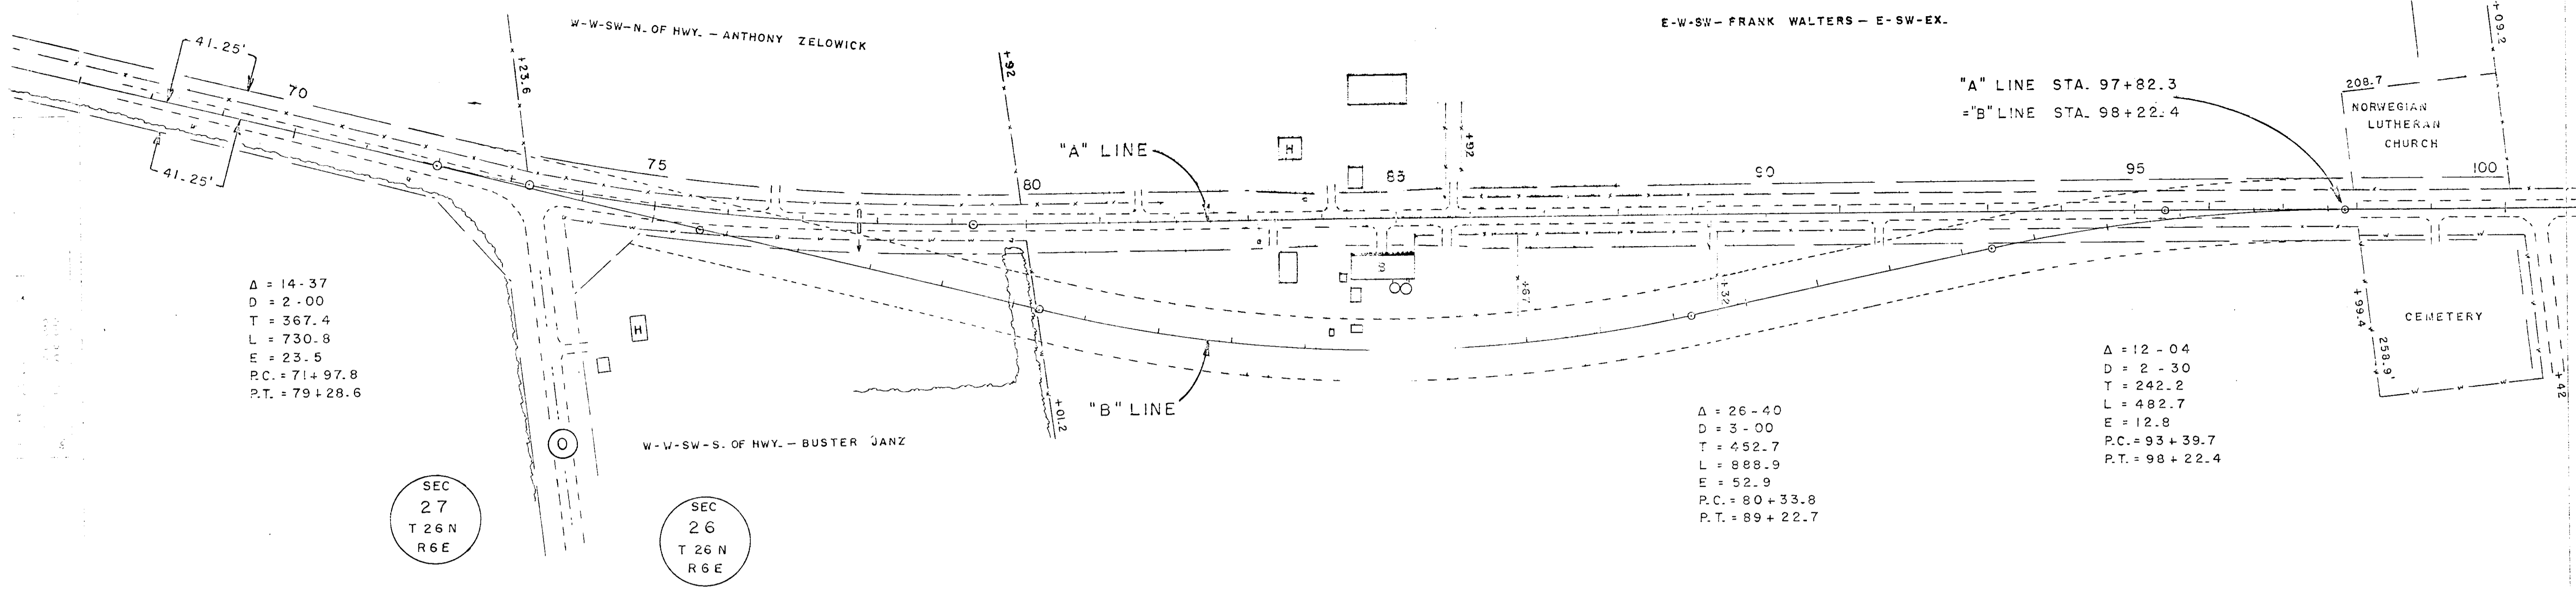 W-W-SW-N. OF HWY. - ANTHONY ZELOWICK
E-W-SW- FRANK WALTERS - E-SW-EX.
41.25'
70
+23.6
+92
+09.2
"A" LINE STA. 97+82.3
="B" LINE STA. 98+22.4
208.7
NORWEGIAN
LUTHERAN
CHURCH
41.25'
75
"A" LINE
80
H
85
+92
90
95
100
Δ = 14-37
D = 2-00
T = 367.4
L = 730.8
E = 23.5
P.C. = 71+97.8
P.T. = 79+28.6
H
B
+67
+32
+99.4
258.9'
CEMETERY
+42
"B" LINE
+01.2
W-W-SW-S. OF HWY. - BUSTER JANZ
O
Δ = 26-40
D = 3-00
T = 452.7
L = 888.9
E = 52.9
P.C. = 80+33.8
P.T. = 89+22.7
Δ = 12-04
D = 2-30
T = 242.2
L = 482.7
E = 12.8
P.C. = 93+39.7
P.T. = 98+22.4
SEC
27
T 26 N
R 6 E
SEC
26
T 26 N
R 6 E